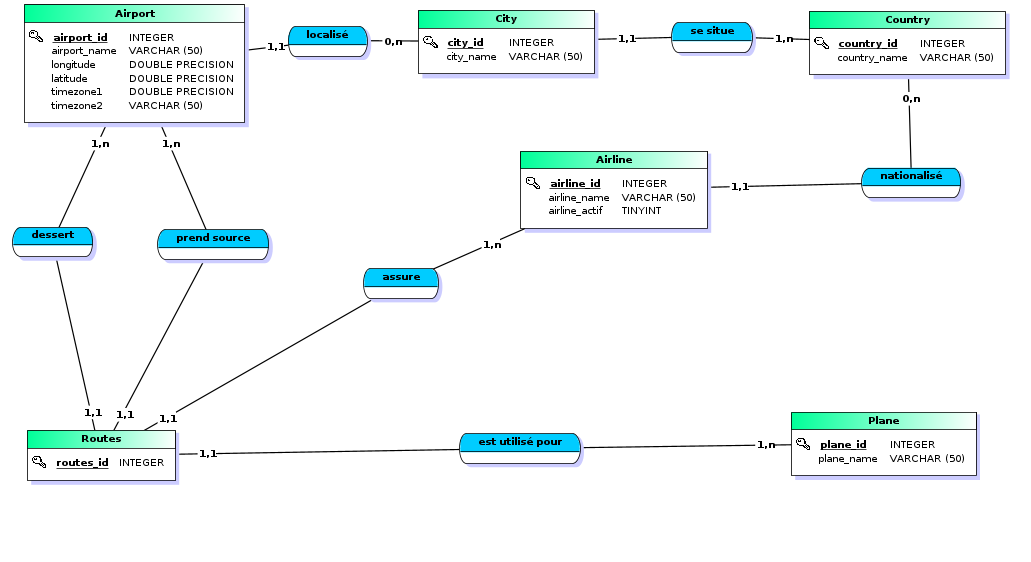 Airport
airport_id INTEGER
airport_name VARCHAR (50)
longitude DOUBLE PRECISION
latitude DOUBLE PRECISION
timezone1 DOUBLE PRECISION
timezone2 VARCHAR (50)
1,1
localisé
0,n
City
city_id INTEGER
city_name VARCHAR (50)
1,1
se situe
1,n
Country
country_id INTEGER
country_name VARCHAR (50)
0,n
nationalisé
1,1
Airline
airline_id INTEGER
airline_name VARCHAR (50)
airline_actif TINYINT
1,n
1,n
dessert
prend source
1,n
assure
1,1
1,1
1,1
Routes
routes_id INTEGER
1,1
est utilisé pour
1,n
Plane
plane_id INTEGER
plane_name VARCHAR (50)